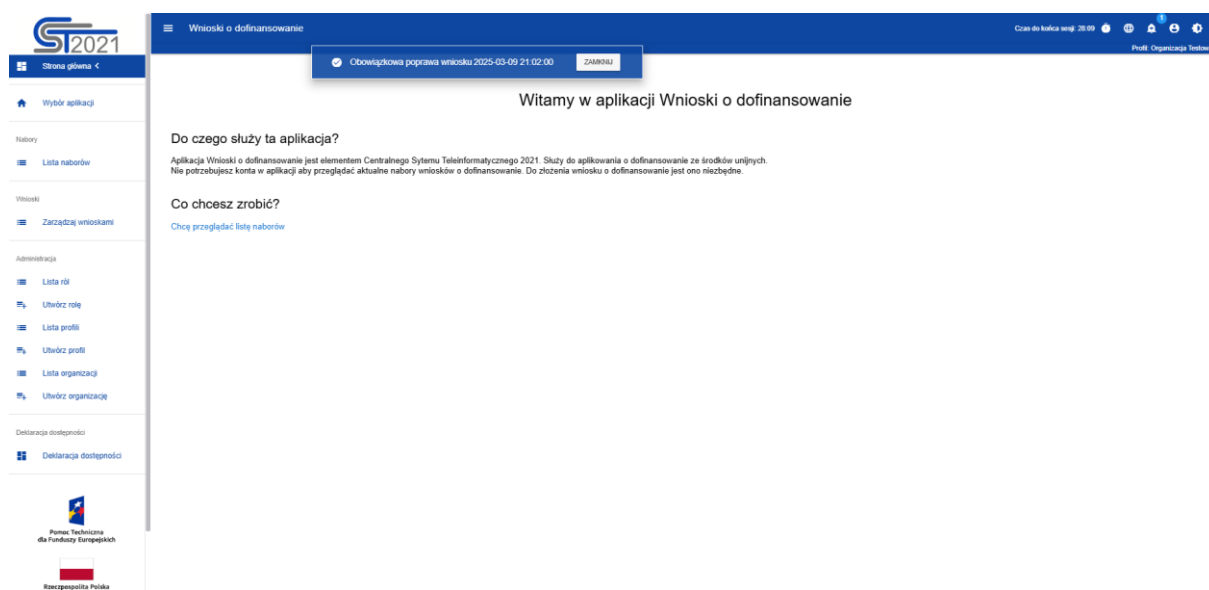 ST2021
Wnioski o dofinansowanie
Czas do końca sesji: 28:09
1
Profil: Organizacja Testow
Strona główna
Obowiązkowa poprawa wniosku 2025-03-09 21:02:00
ZAMKNIJ
Wybór aplikacji
Nabory
Lista naborów
Wnioski
Zarządzaj wnioskami
Administracja
Lista ról
Utwórz rolę
Lista profili
Utwórz profil
Lista organizacji
Utwórz organizację
Deklaracja dostępności
Deklaracja dostępności
Pomoc Techniczna
dla Funduszy Europejskich
Rzeczpospolita Polska
Witamy w aplikacji Wnioski o dofinansowanie
Do czego służy ta aplikacja?
Aplikacja Wnioski o dofinansowanie jest elementem Centralnego Sytemu Teleinformatycznego 2021. Służy do aplikowania o dofinansowanie ze środków unijnych.
Nie potrzebujesz konta w aplikacji aby przeglądać aktualne nabory wniosków o dofinansowanie. Do złożenia wniosku o dofinansowanie jest ono niezbędne.
Co chcesz zrobić?
Chcę przeglądać listę naborów